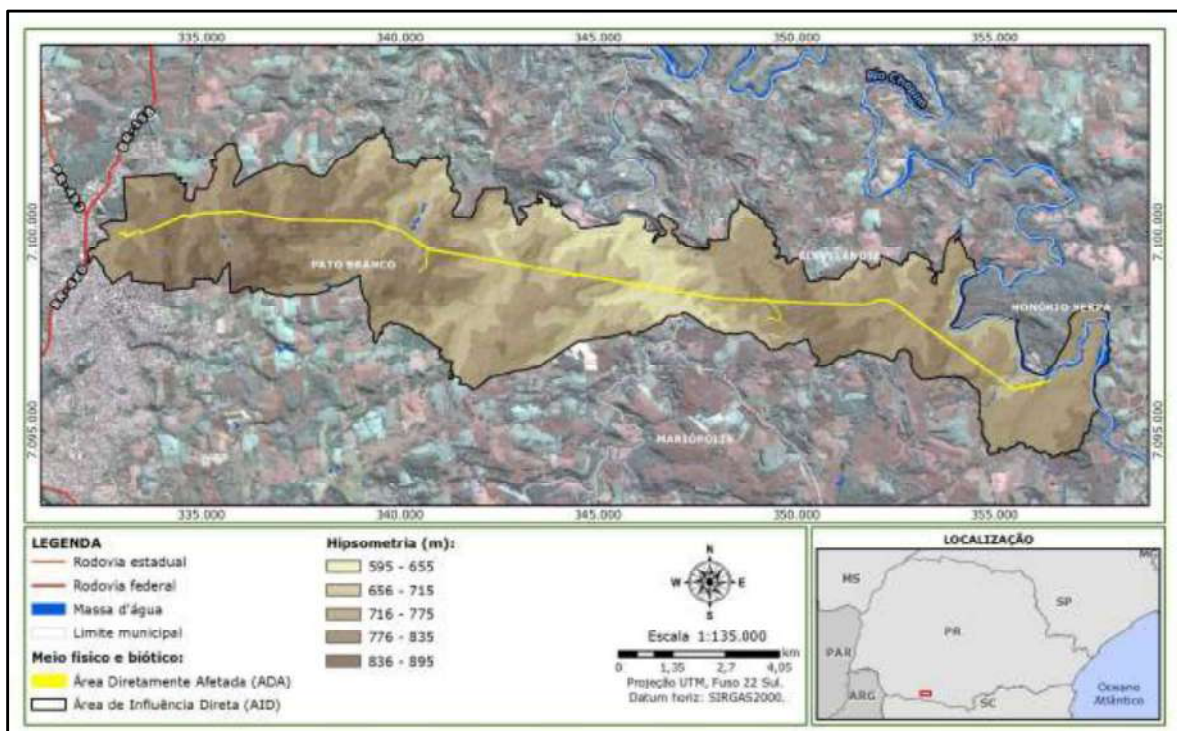 335.000 340.000 345.000 350.000 355.000
Rio Chopim
7.100.000 7.100.000
PATO BRANCO
HONÓRIO SERPA
MARIÓPOLIS
7.095.000 7.095.000
335.000 340.000 345.000 350.000 355.000
LEGENDA
Rodovia estadual
Rodovia federal
Massa d'água
Limite municipal
Meio físico e biótico:
Área Diretamente Afetada (ADA)
Área de Influência Direta (AID)
Hipsometria (m):
595 - 655
656 - 715
716 - 775
776 - 835
836 - 895
N
W E
S
Escala 1:135.000
km
0 1,35 2,7 4,05
Projeção UTM, Fuso 22 Sul.
Datum horiz: SIRGAS2000.
LOCALIZAÇÃO
MS
MG
SP
PR
PAR
ARG
SC
Oceano
Atlântico